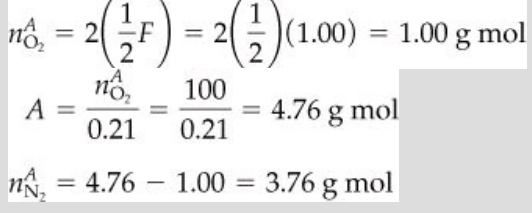 n^A_{O_2} = 2(1/2 F) = 2(1/2)(1.00) = 1.00 g mol
A = n^A_{O_2}/0.21 = 100/0.21 = 4.76 g mol
n^A_{N_2} = 4.76 − 1.00 = 3.76 g mol